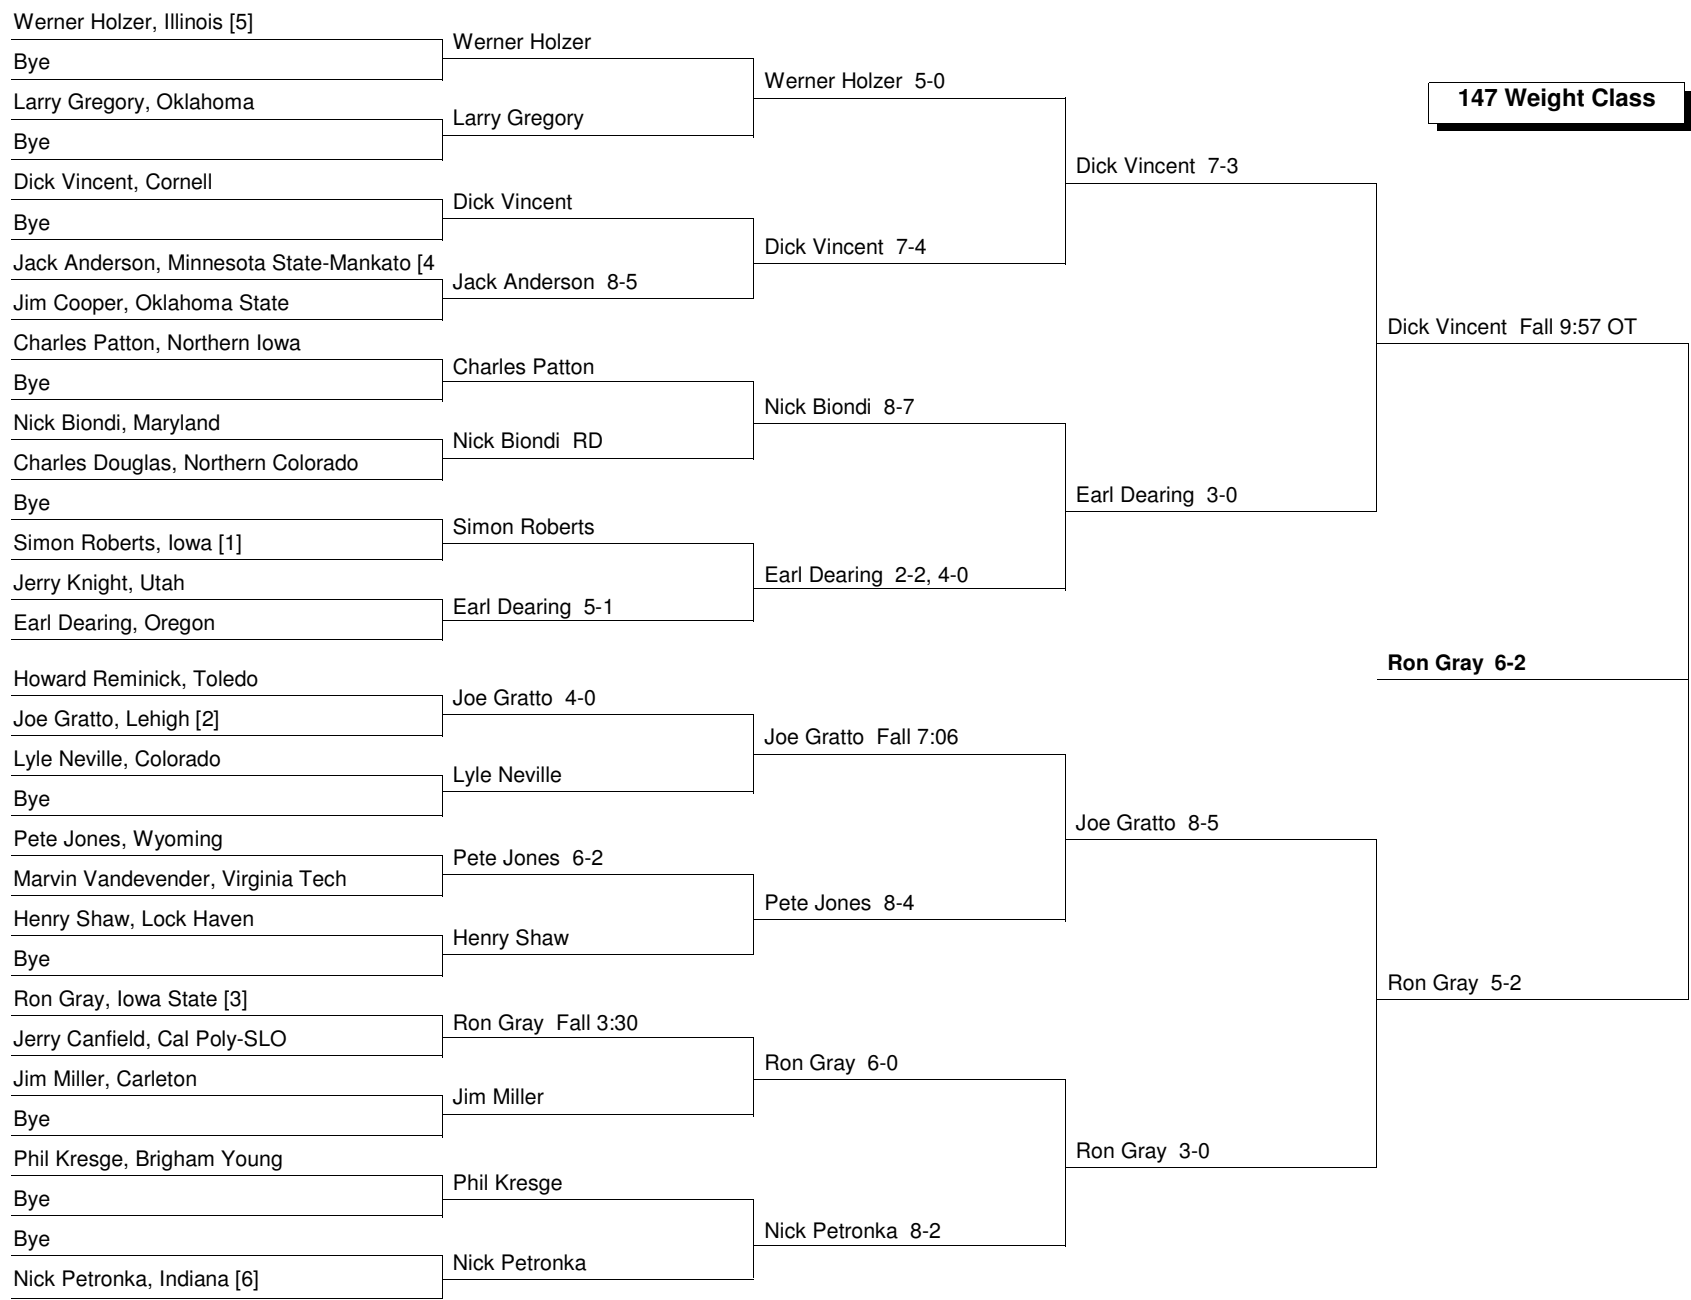 Werner Holzer, Illinois [5]
Bye
Larry Gregory, Oklahoma
Bye
Dick Vincent, Cornell
Bye
Jack Anderson, Minnesota State-Mankato [4
Jim Cooper, Oklahoma State
Charles Patton, Northern Iowa
Bye
Nick Biondi, Maryland
Charles Douglas, Northern Colorado
Bye
Simon Roberts, Iowa [1]
Jerry Knight, Utah
Earl Dearing, Oregon
Howard Reminick, Toledo
Joe Gratto, Lehigh [2]
Lyle Neville, Colorado
Bye
Pete Jones, Wyoming
Marvin Vandevender, Virginia Tech
Henry Shaw, Lock Haven
Bye
Ron Gray, Iowa State [3]
Jerry Canfield, Cal Poly-SLO
Jim Miller, Carleton
Bye
Phil Kresge, Brigham Young
Bye
Bye
Nick Petronka, Indiana [6]
Werner Holzer
Larry Gregory
Dick Vincent
Jack Anderson 8-5
Charles Patton
Nick Biondi RD
Simon Roberts
Earl Dearing 5-1
Joe Gratto 4-0
Lyle Neville
Pete Jones 6-2
Henry Shaw
Ron Gray Fall 3:30
Jim Miller
Phil Kresge
Nick Petronka
Werner Holzer 5-0
Dick Vincent 7-4
Nick Biondi 8-7
Earl Dearing 2-2, 4-0
Joe Gratto Fall 7:06
Pete Jones 8-4
Ron Gray 6-0
Nick Petronka 8-2
Dick Vincent 7-3
Earl Dearing 3-0
Joe Gratto 8-5
Ron Gray 3-0
147 Weight Class
Dick Vincent Fall 9:57 OT
Ron Gray 6-2
Ron Gray 5-2